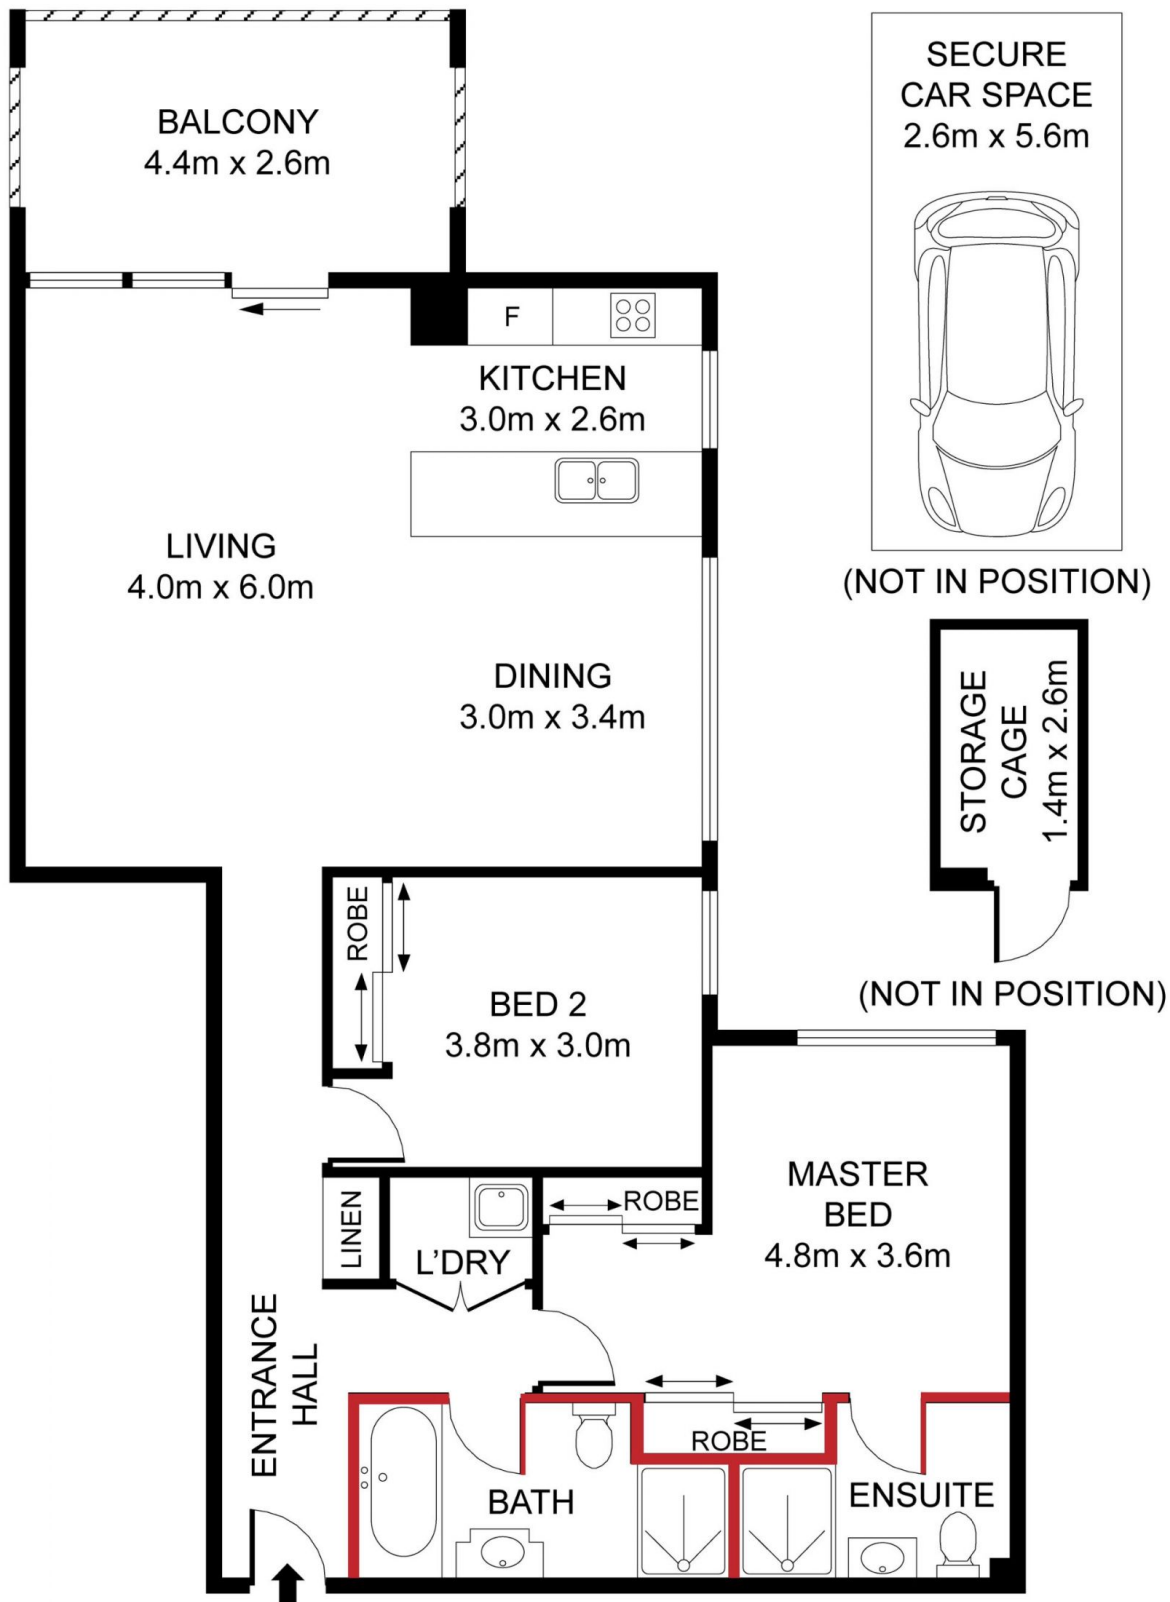 BALCONY
4.4m x 2.6m
SECURE
CAR SPACE
2.6m x 5.6m
(NOT IN POSITION)
F
KITCHEN
3.0m x 2.6m
LIVING
4.0m x 6.0m
DINING
3.0m x 3.4m
STORAGE
CAGE
1.4m x 2.6m
(NOT IN POSITION)
ROBE
BED 2
3.8m x 3.0m
LINEN
L'DRY
ROBE
MASTER
BED
4.8m x 3.6m
ENTRANCE
HALL
ROBE
BATH
ENSUITE